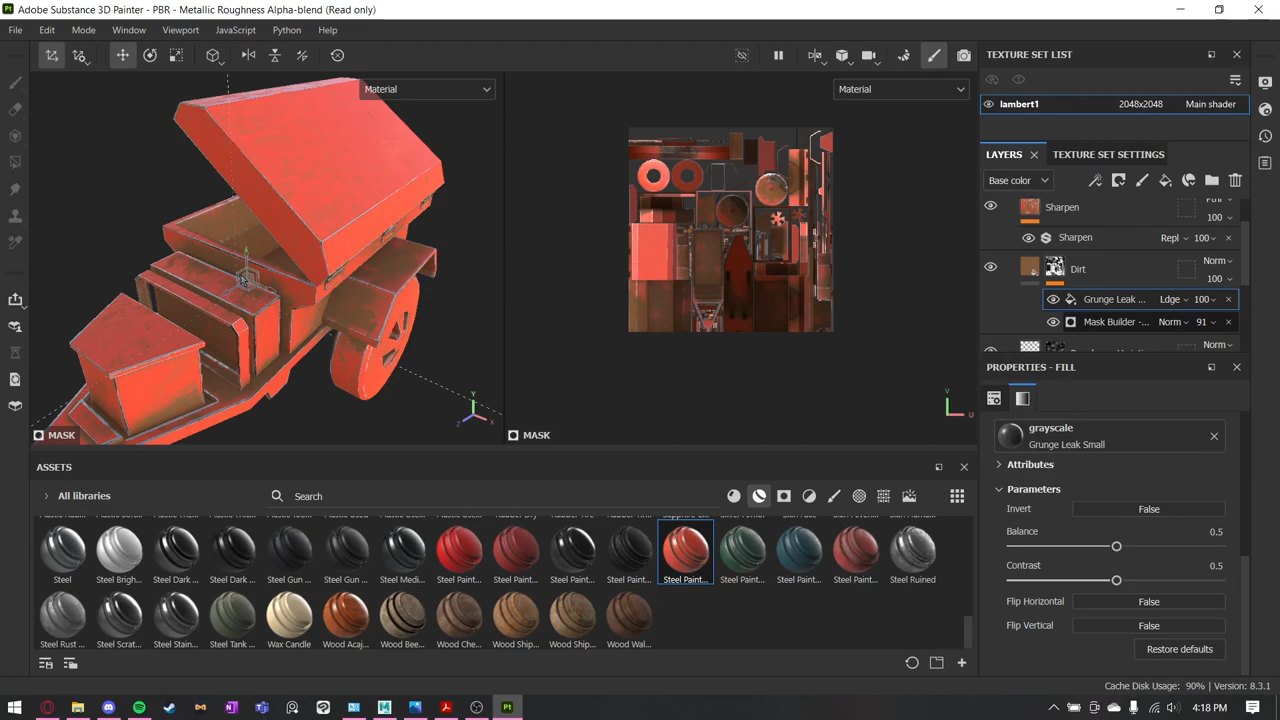 Adobe Substance 3D Painter - PBR - Metallic Roughness Alpha-blend (Read only)
File Edit Mode Window Viewport JavaScript Python Help
Material
Material
MASK
MASK
TEXTURE SET LIST
lambert1 2048x2048 Main shader
LAYERS TEXTURE SET SETTINGS
Base color
Sharpen
100
Sharpen Repl 100
Norm
Dirt
100
Grunge Leak ... Ldge 100
Mask Builder -... Norm 91
Norm
PROPERTIES - FILL
grayscale
Grunge Leak Small
Attributes
Parameters
Invert False
Balance 0.5
Contrast 0.5
Flip Horizontal False
Flip Vertical False
Restore defaults
ASSETS
All libraries
Search
Steel Steel Brigh... Steel Dark ... Steel Dark ... Steel Gun ... Steel Gun ... Steel Medi... Steel Paint... Steel Paint... Steel Paint... Steel Paint... Steel Paint... Steel Paint... Steel Paint... Steel Paint... Steel Ruined
Steel Rust ... Steel Scrat... Steel Stain... Steel Tank ... Wax Candle Wood Acaj... Wood Bee... Wood Che... Wood Ship... Wood Ship... Wood Wal...
Cache Disk Usage: 90% | Version: 8.3.1
4:18 PM